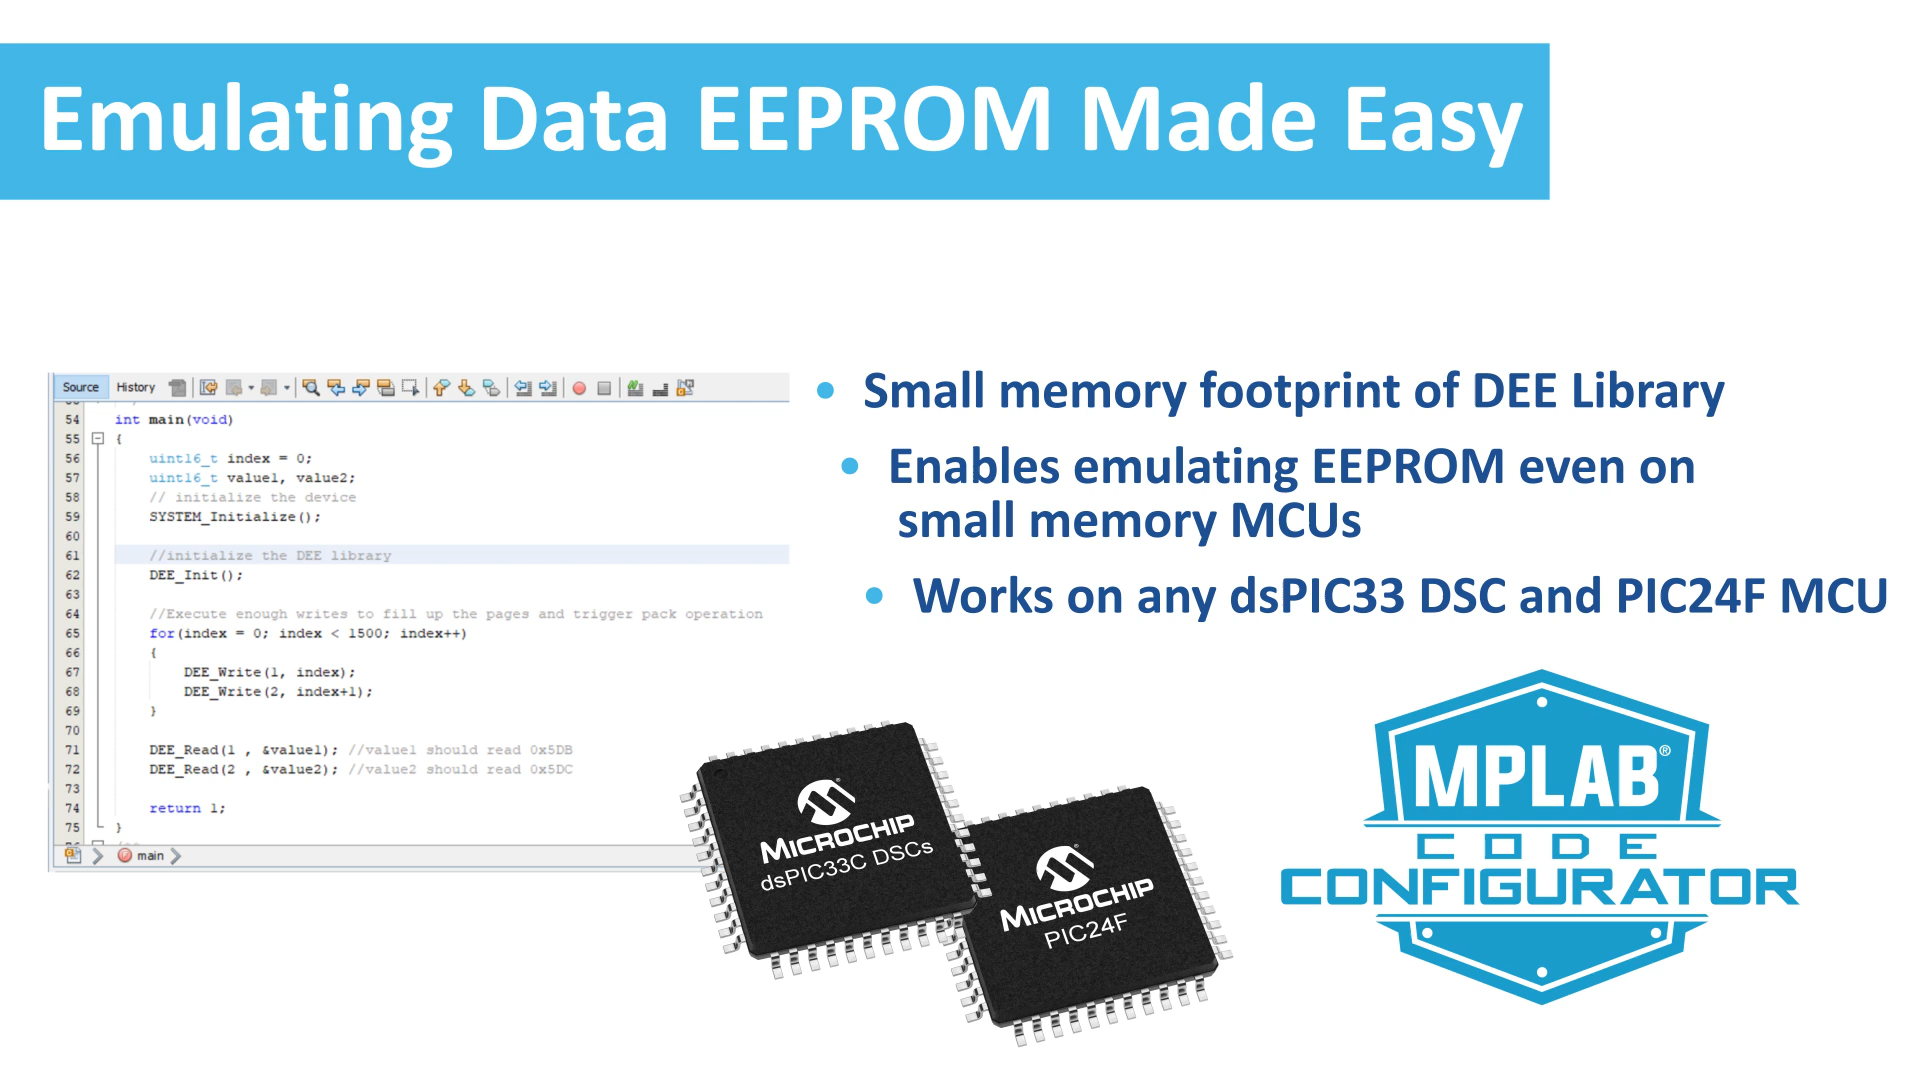 Emulating Data EEPROM Made Easy
Source History
54 int main(void)
55 {
56 uint16_t index = 0;
57 uint16_t value1, value2;
58 // initialize the device
59 SYSTEM_Initialize();
60
61 //initialize the DEE library
62 DEE_Init();
63
64 //Execute enough writes to fill up the pages and trigger pack operation
65 for(index = 0; index < 1500; index++)
66 {
67 DEE_Write(1, index);
68 DEE_Write(2, index+1);
69 }
70
71 DEE_Read(1 , &value1); //value1 should read 0x5DB
72 DEE_Read(2 , &value2); //value2 should read 0x5DC
73
74 return 1;
75 }
main
• Small memory footprint of DEE Library
• Enables emulating EEPROM even on
small memory MCUs
• Works on any dsPIC33 DSC and PIC24F MCU
MICROCHIP
dsPIC33C DSCs
MICROCHIP
PIC24F
MPLAB®
CODE
CONFIGURATOR